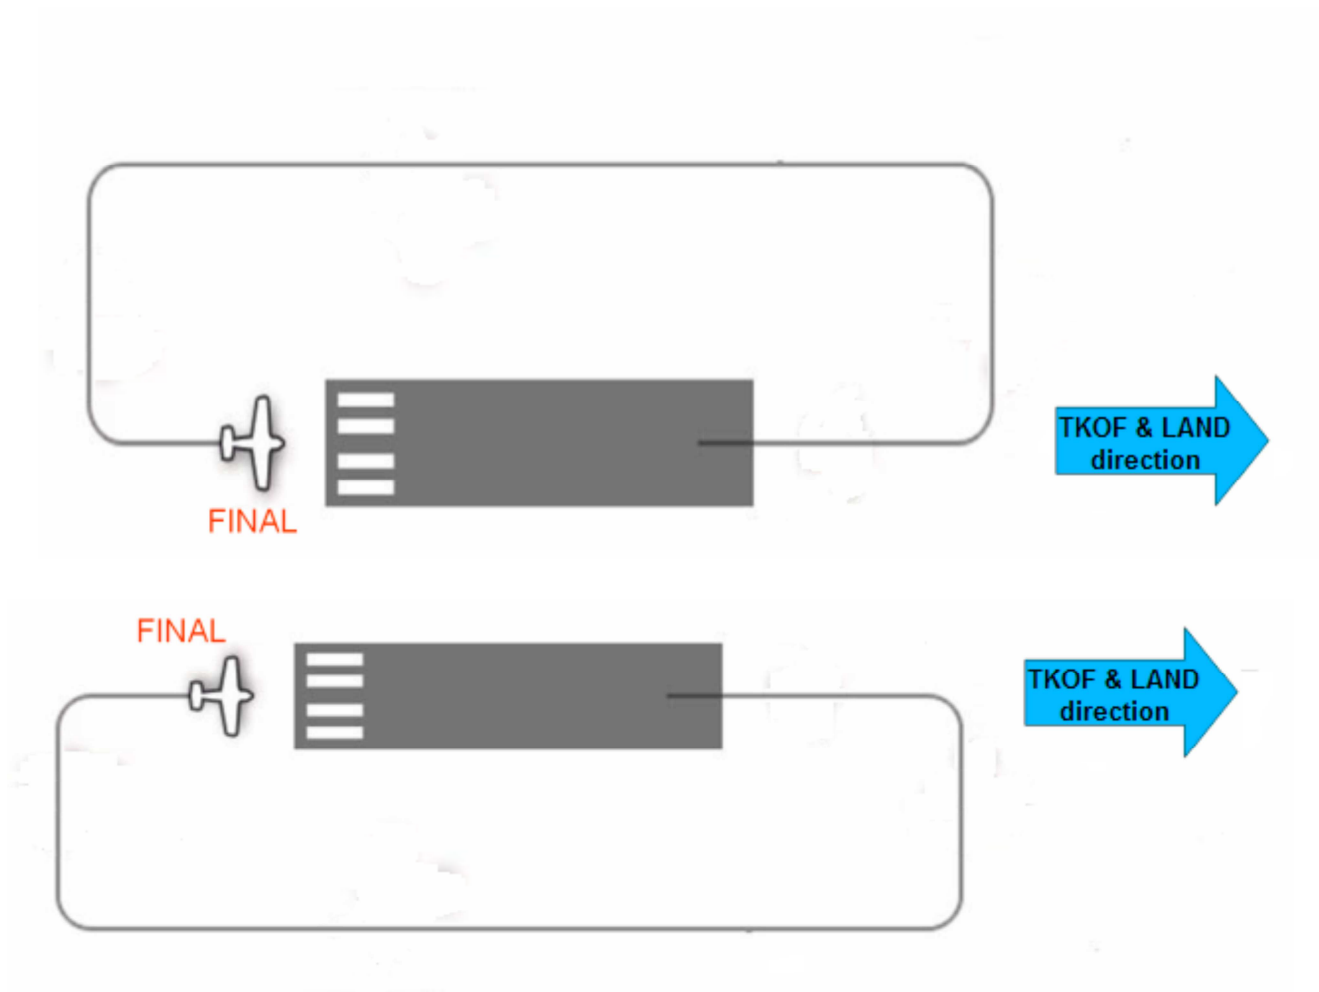 TKOF & LAND
direction
FINAL
FINAL
TKOF & LAND
direction